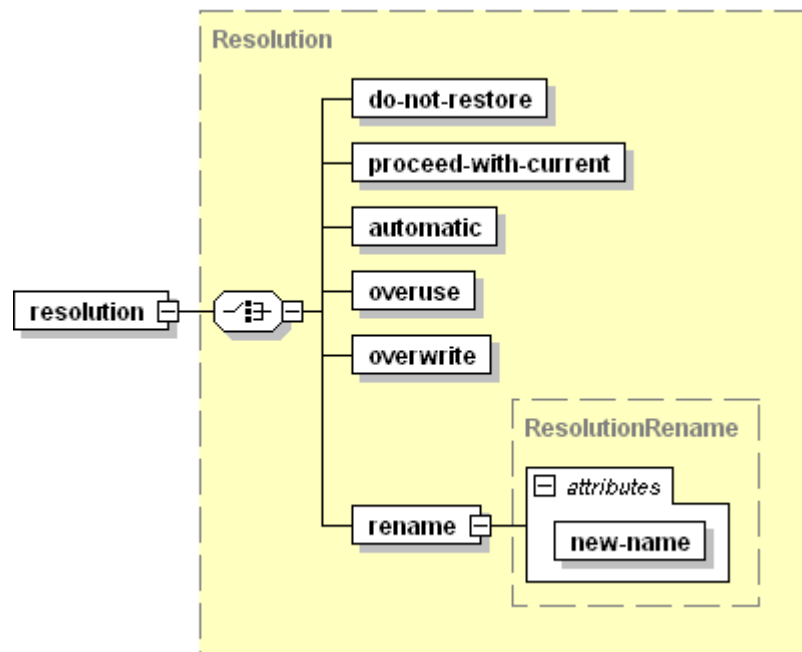 Resolution
do-not-restore
proceed-with-current
automatic
resolution
overuse
overwrite
ResolutionRename
attributes
rename
new-name